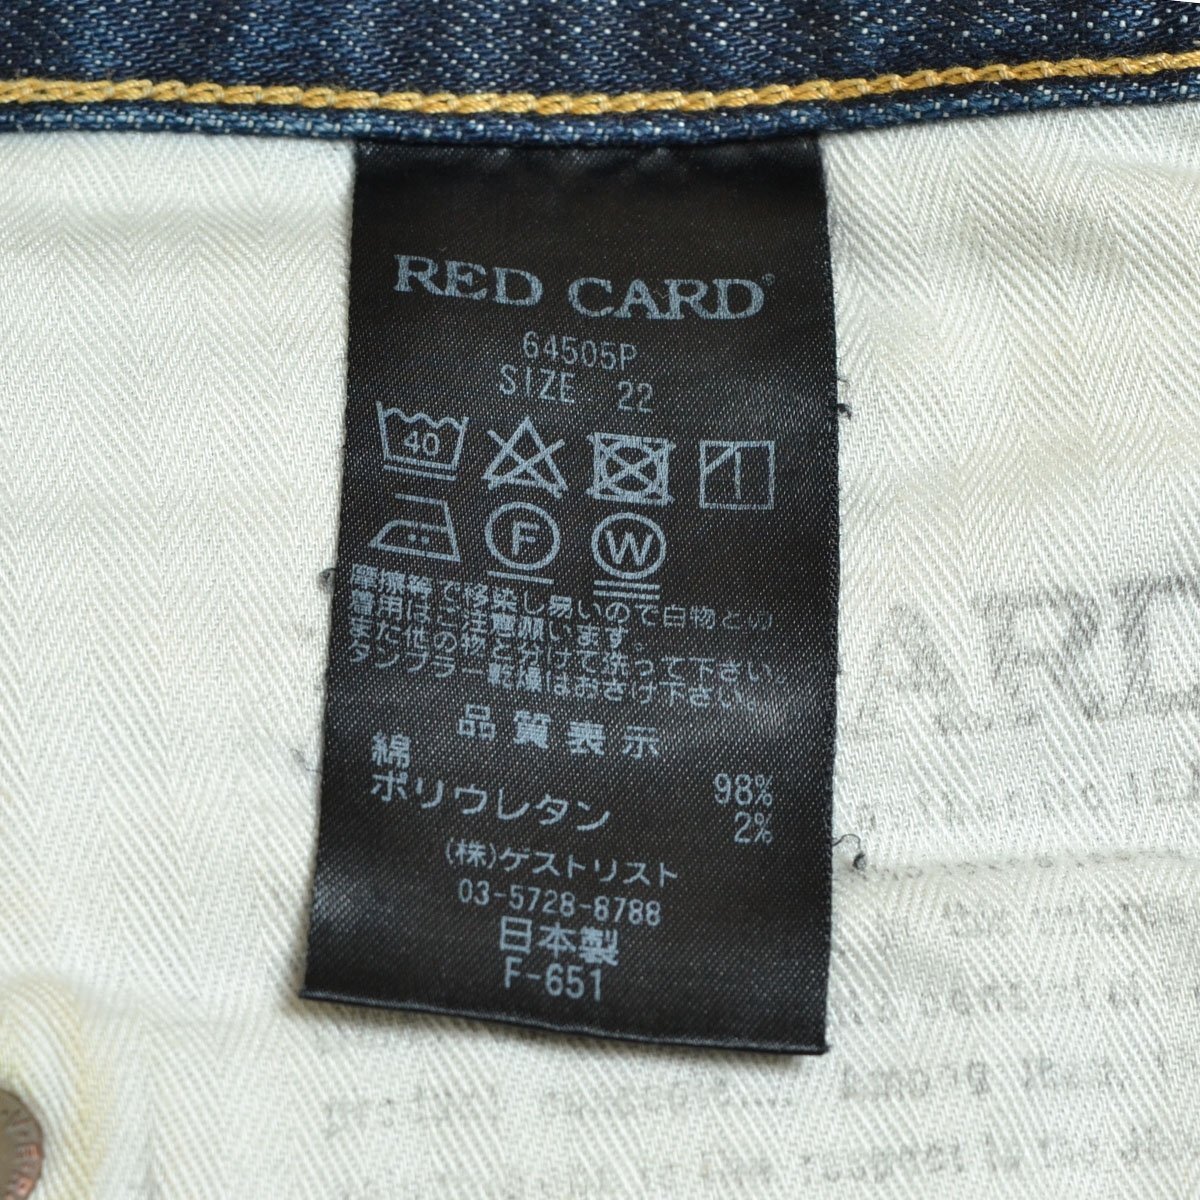 RED CARD®
64505P
SIZE 22
40
F W
摩擦等で移染し易いので白物との
着用はご注意願います。
また他の物と分けて洗って下さい。
タンブラー乾燥はおさけ下さい。
品質表示
綿 98%
ポリウレタン 2%
(株)ゲストリスト
03-5728-8788
日本製
F-651
ARD